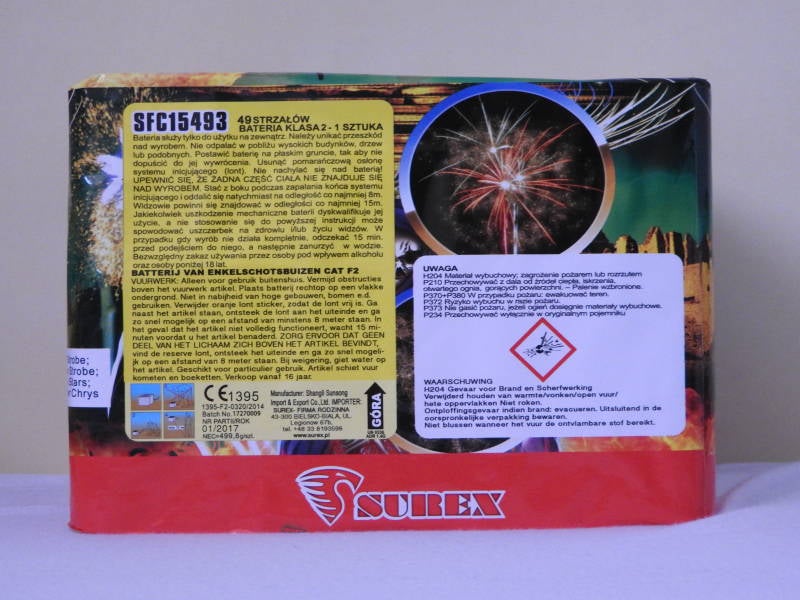 SFC15493
49 STRZAŁÓW
BATERIA KLASA 2 - 1 SZTUKA
Bateria służy tylko do użytku na zewnątrz. Należy unikać przeszkód
nad wyrobem. Nie odpalać w pobliżu wysokich budynków, drzew
lub podobnych. Postawić baterię na płaskim gruncie, tak aby nie
dopuścić do jej wywrócenia. Usunąć pomarańczową osłonę
systemu inicjującego (lont). Nie nachylać się nad baterią!
UPEWNIĆ SIĘ, ŻE ŻADNA CZĘŚĆ CIAŁA NIE ZNAJDUJE SIĘ
NAD WYROBEM. Stać z boku podczas zapalania końca systemu
inicjującego i oddalić się natychmiast na odległość co najmniej 8m.
Widzowie powinni się znajdować w odległości co najmniej 15m.
Jakiekolwiek uszkodzenie mechaniczne baterii dyskwalifikuje jej
użycie, a nie stosowanie się do powyższej instrukcji może
spowodować uszczerbek na zdrowiu i/lub życiu widzów. W
przypadku gdy wyrób nie działa kompletnie, odczekać 15 min.
przed podejściem do niego, a następnie zanurzyć w wodzie.
Bezwzględny zakaz używania przez osoby pod wpływem alkoholu
oraz osoby poniżej 18 lat.
BATTERIJ VAN ENKELSCHOTSBUIZEN CAT F2
VUURWERK: Alleen voor gebruik buitenshuis. Vermijd obstructies
boven het vuurwerk artikel. Plaats batterij rechtop op een vlakke
ondergrond. Niet in nabijheid van hoge gebouwen, bomen e.d.
gebruiken. Verwijder oranje lont sticker, zodat de lont vrij is. Ga
naast het artikel staan, ontsteek de lont aan het uiteinde en ga
zo snel mogelijk op een afstand van minstens 8 meter staan. In
het geval dat het artikel niet volledig functioneert, wacht 15 mi-
nuten voordat u het artikel benaderd. ZORG ERVOOR DAT GEEN
DEEL VAN HET LICHAAM ZICH BOVEN HET ARTIKEL BEVINDT,
vind de reserve lont, ontsteek het uiteinde en ga zo snel mogelij-
k op een afstand van 8 meter staan. Bij weigering, giet water op
het artikel. Geschikt voor particulier gebruik. Artikel schiet vuur
kometen en boeketten. Verkoop vanaf 16 jaar.
CE 1395
1395-F2-0320/2014
Batch No. 17270009
NR PARTII/ROK
01/2017
NEC=499,8gnzl.
Manufacturer: Shangli Sunsong
Import & Export Co.,Ltd. IMPORTER:
SUREX- FIRMA RODZINNA
43-300 BIELSKO-BIAŁA, UL.
Legionów 67b.
tel. +48 33 8193596
www.surex.pl
GÓRA
UN 0336
ADR 1.4G
trobe;
Strobe;
Stars;
r Chrys
UWAGA
H204 Materiał wybuchowy; zagrożenie pożarem lub rozrzutem
P210 Przechowywać z dala od źródeł ciepła, iskrzenia,
otwartego ognia, gorących powierzchni. – Palenie wzbronione.
P370+P380 W przypadku pożaru: ewakuować teren.
P372 Ryzyko wybuchu w razie pożaru.
P373 Nie gasić pożaru, jeżeli ogień dosięgnie materiały wybuchowe.
P234 Przechowywać wyłącznie w oryginalnym pojemniku
WAARSCHUWING
H204 Gevaar voor Brand en Scherfwerking
Verwijderd houden van warmte/vonken/open vuur/
hete oppervlakken Niet roken.
Ontploffingsgevaar indien brand: evacueren. Uitsluitend in de
oorspronkelijke verpakking bewaren
Niet blussen wanneer het vuur de ontvlambare stof bereikt.
SUREX